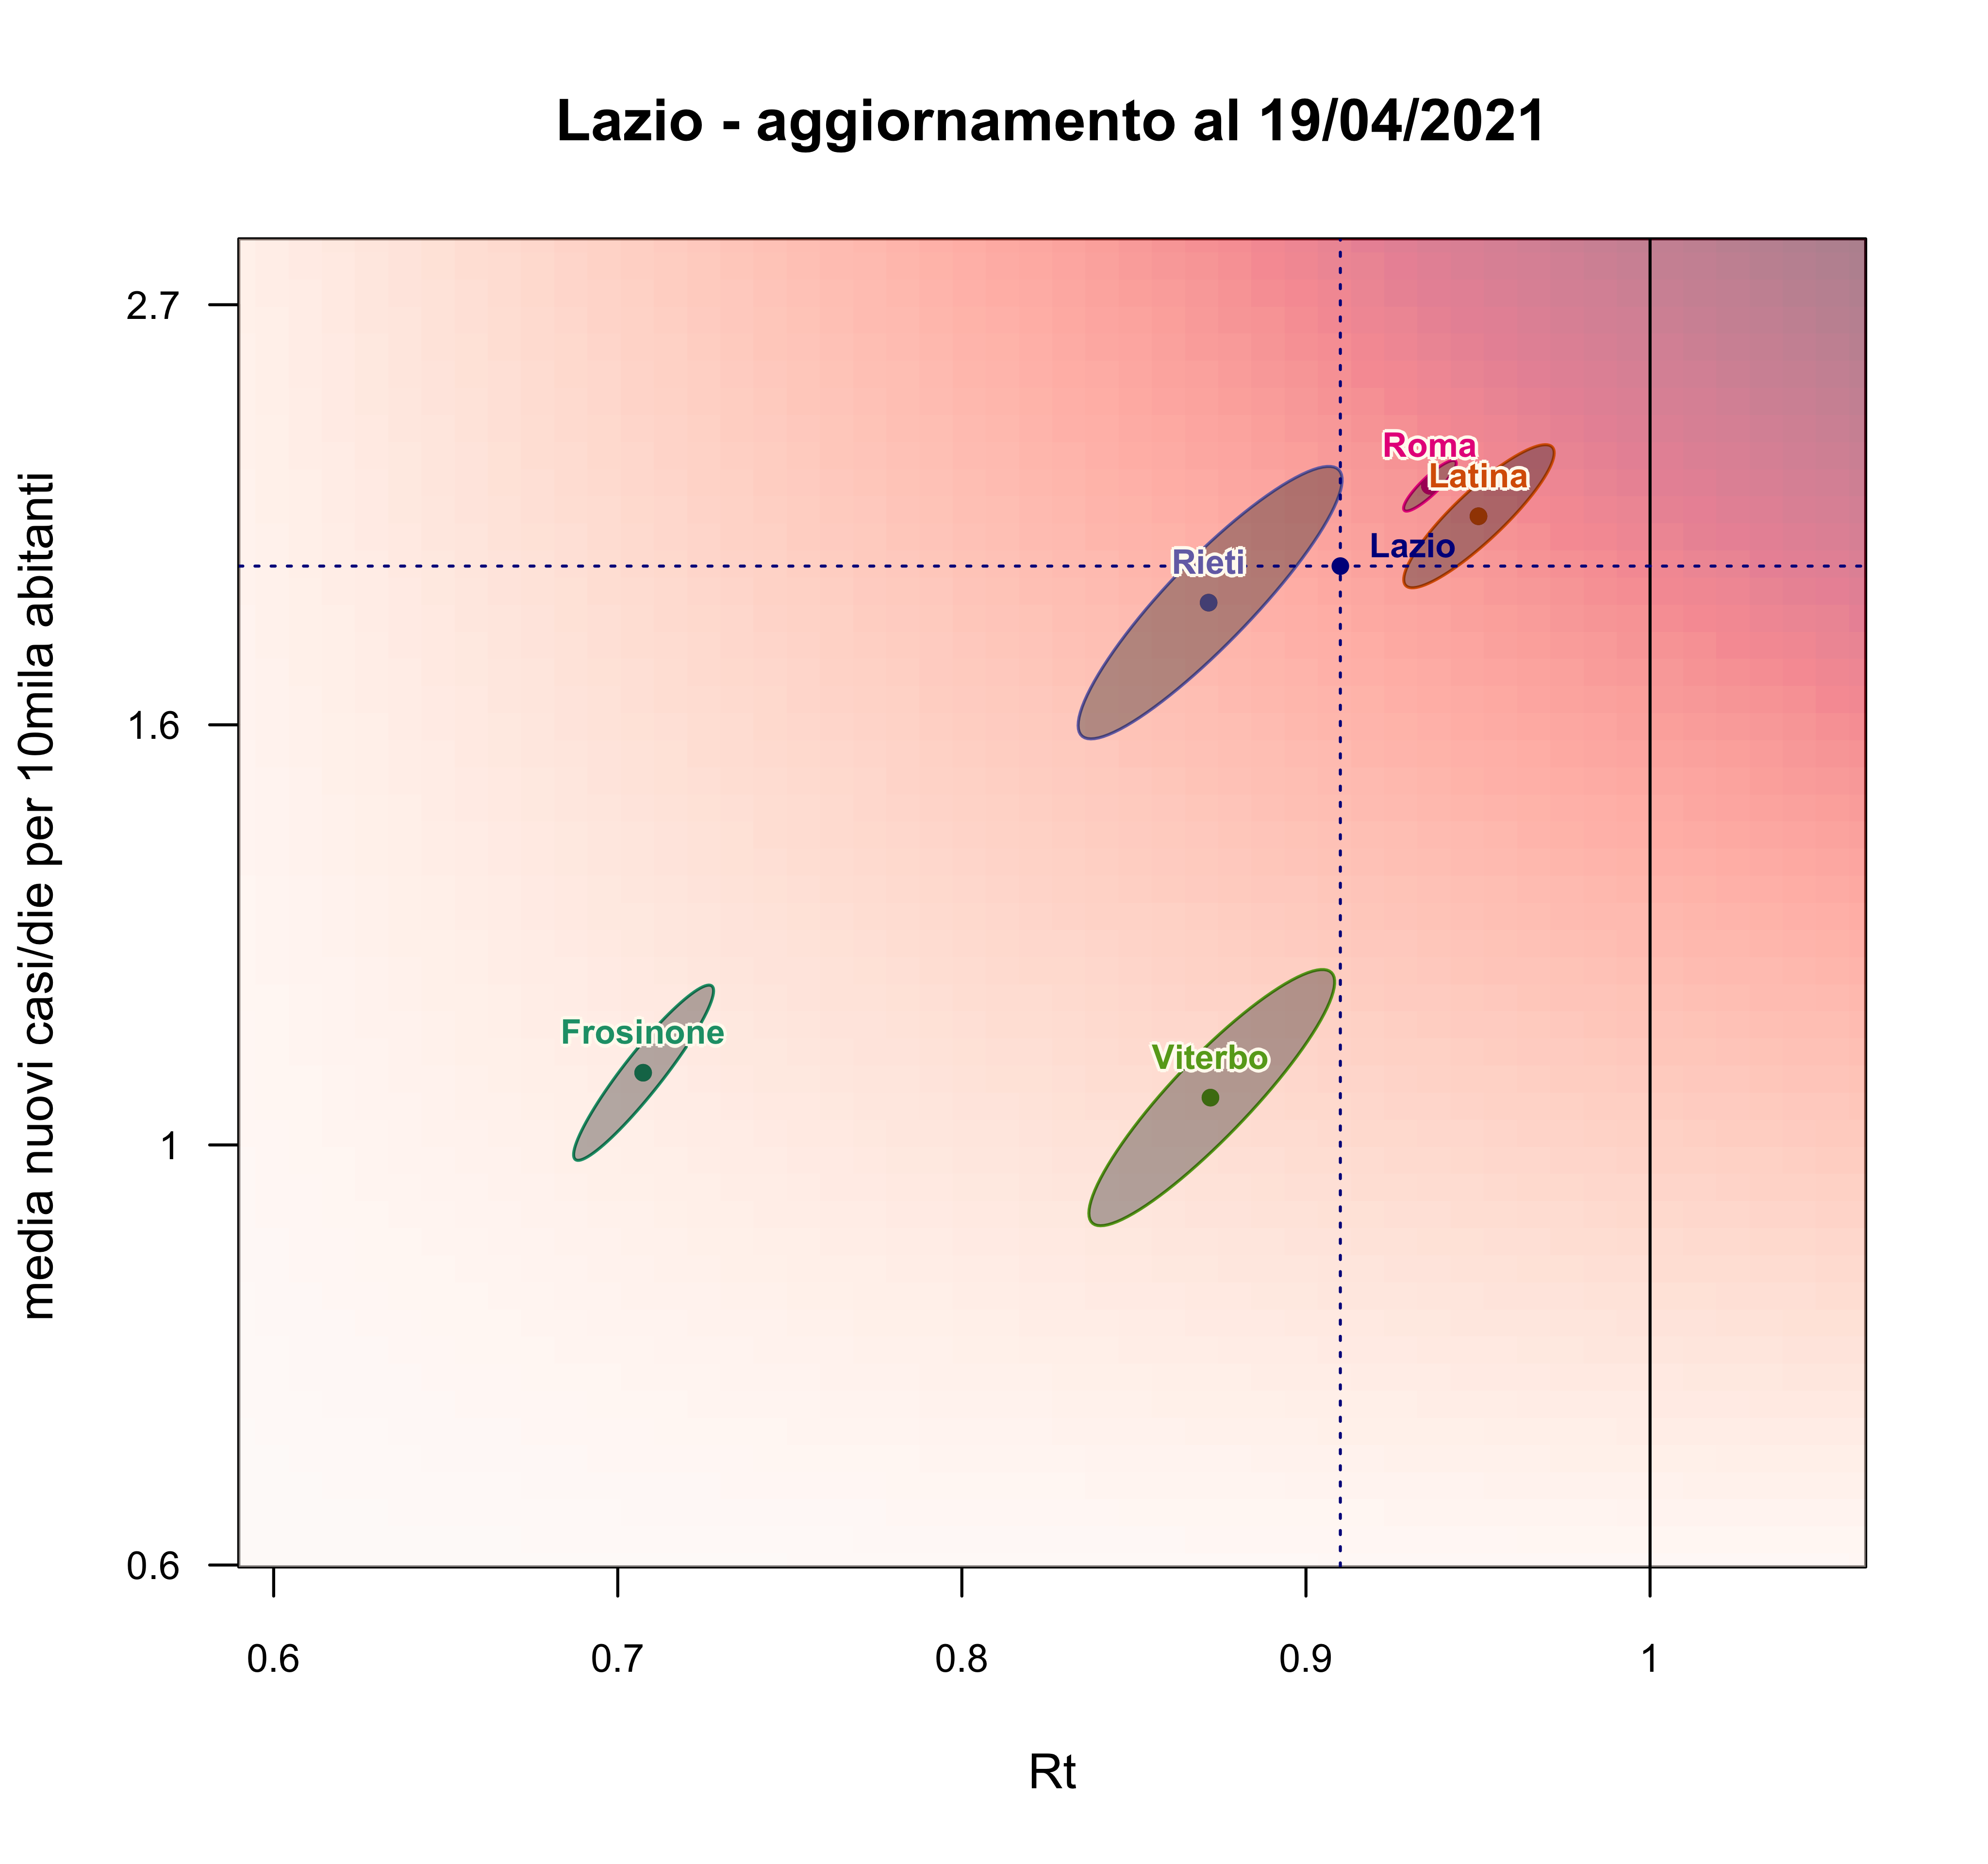 Lazio - aggiornamento al 19/04/2021
media nuovi casi/die per 10mila abitanti
2.7
1.6
1
0.6
Roma
Latina
Lazio
Rieti
Frosinone
Viterbo
0.6 0.7 0.8 0.9 1
Rt